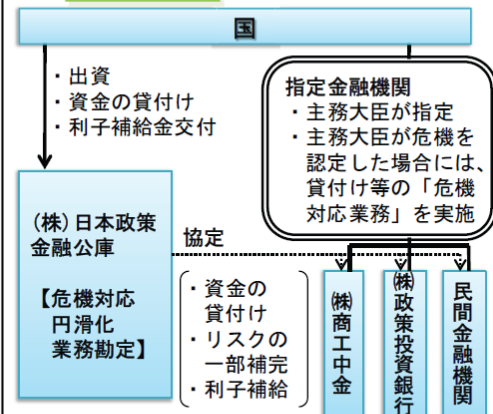 国
・出資
・資金の貸付け
・利子補給金交付
指定金融機関
・主務大臣が指定
・主務大臣が危機を
認定した場合には、
貸付け等の「危機
対応業務」を実施
(株)日本政策
金融公庫
【危機対応
円滑化
業務勘定】
協定
・資金の
貸付け
・リスクの
一部補完
・利子補給
㈱商工中金
㈱政策投資銀行
民間金融機関